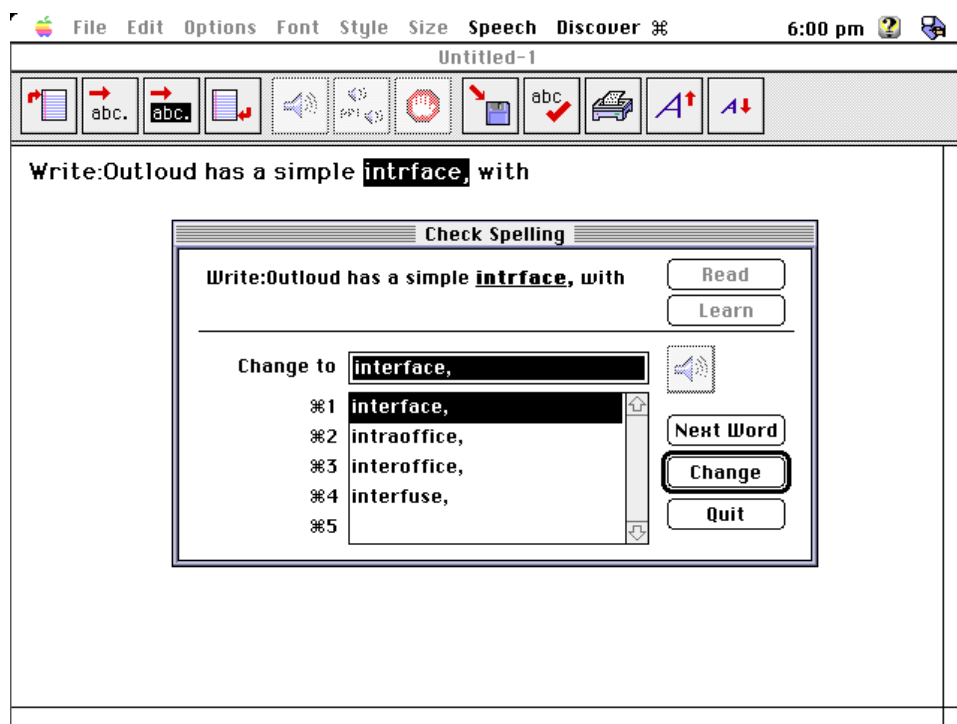 File Edit Options Font Style Size Speech Discover ⌘ 6:00 pm
Untitled-1
abc. abc. abc A A
Write:Outloud has a simple intrface, with
Check Spelling
Write:Outloud has a simple intrface, with
Read
Learn
Change to interface,
⌘1 interface,
⌘2 intraoffice,
⌘3 interoffice,
⌘4 interfuse,
⌘5
Next Word
Change
Quit